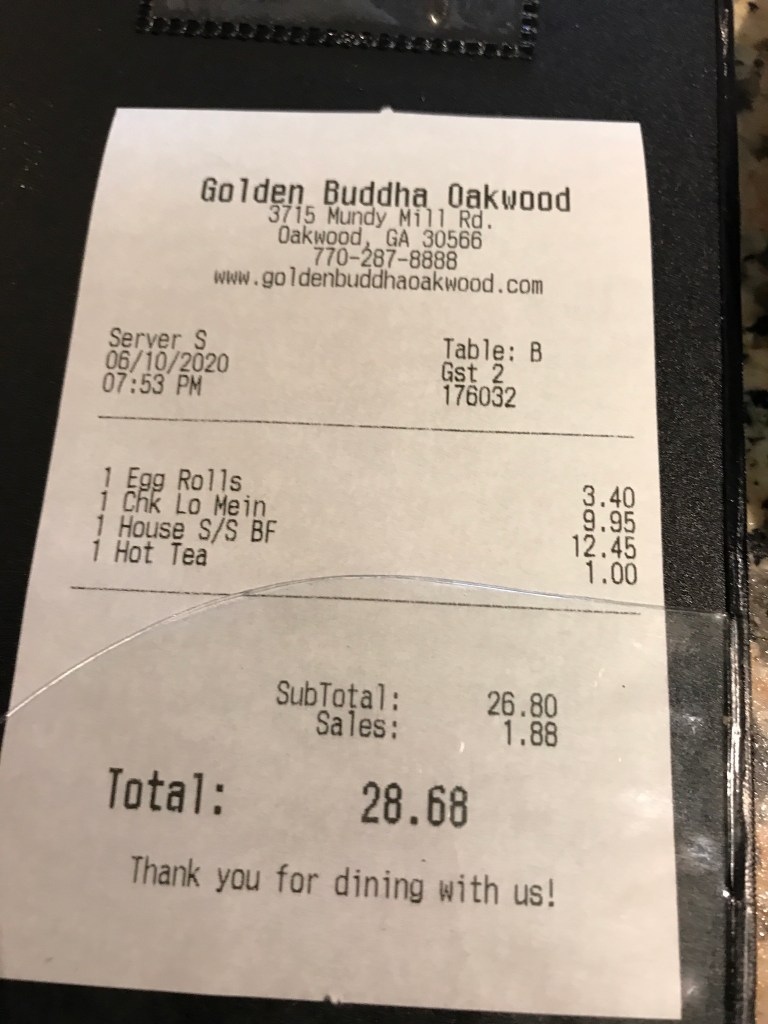 Golden Buddha Oakwood
3715 Mundy Mill Rd.
Oakwood, GA 30566
770-287-8888
www.goldenbuddhaoakwood.com
Server S
Table: B
06/10/2020
Gst 2
07:53 PM
176032
1 Egg Rolls 3.40
1 Chk Lo Mein 9.95
1 House S/S BF 12.45
1 Hot Tea 1.00
SubTotal: 26.80
Sales: 1.88
Total: 28.68
Thank you for dining with us!